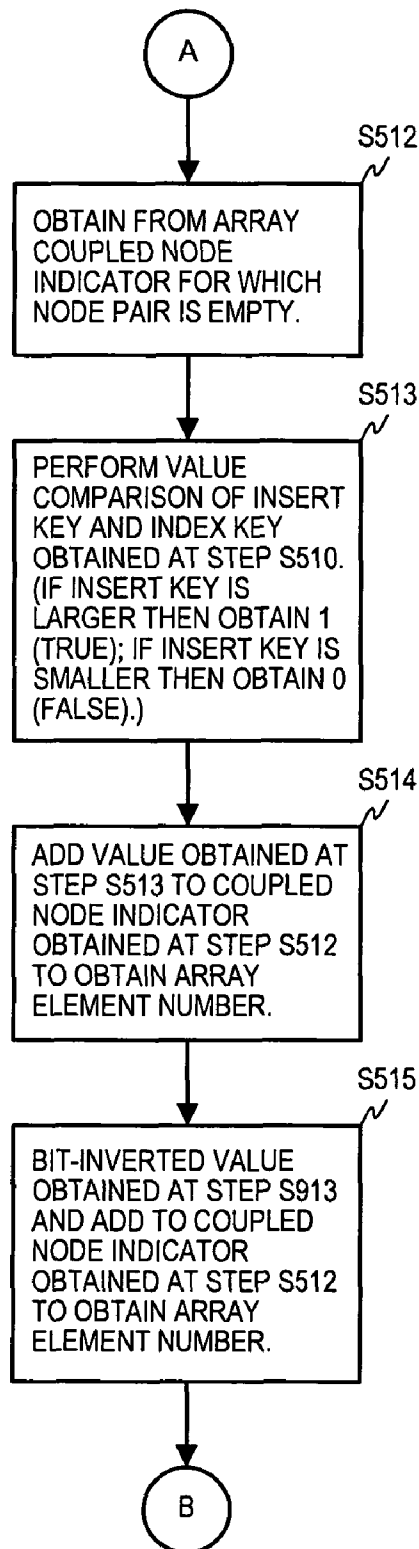 A
S512
OBTAIN FROM ARRAY
COUPLED NODE
INDICATOR FOR WHICH
NODE PAIR IS EMPTY.
S513
PERFORM VALUE
COMPARISON OF INSERT
KEY AND INDEX KEY
OBTAINED AT STEP S510.
(IF INSERT KEY IS
LARGER THEN OBTAIN 1
(TRUE); IF INSERT KEY IS
SMALLER THEN OBTAIN 0
(FALSE).)
S514
ADD VALUE OBTAINED AT
STEP S513 TO COUPLED
NODE INDICATOR
OBTAINED AT STEP S512
TO OBTAIN ARRAY
ELEMENT NUMBER.
S515
BIT-INVERTED VALUE
OBTAINED AT STEP S913
AND ADD TO COUPLED
NODE INDICATOR
OBTAINED AT STEP S512
TO OBTAIN ARRAY
ELEMENT NUMBER.
B